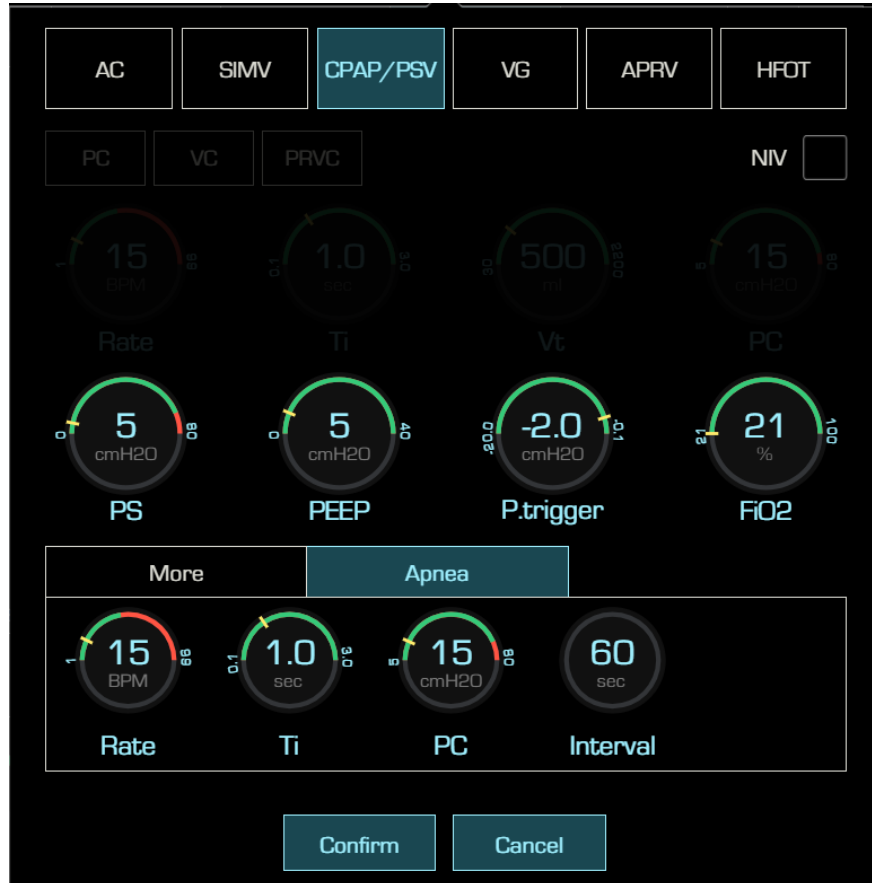 AC SIMV CPAP/PSV VG APRV HFOT
PC VC PRVC NIV
15 1.0 500 15
BPM sec ml cmH2O
1 99 0.1 3.0 30 2200 5 80
Rate Ti Vt PC
5 5 -2.0 21
cmH2O cmH2O cmH2O %
0 80 0 40 -20.0 -0.1 21 100
PS PEEP P.trigger FiO2
More Apnea
15 1.0 15 60
BPM sec cmH2O sec
1 99 0.1 3.0 5 80
Rate Ti PC Interval
Confirm Cancel